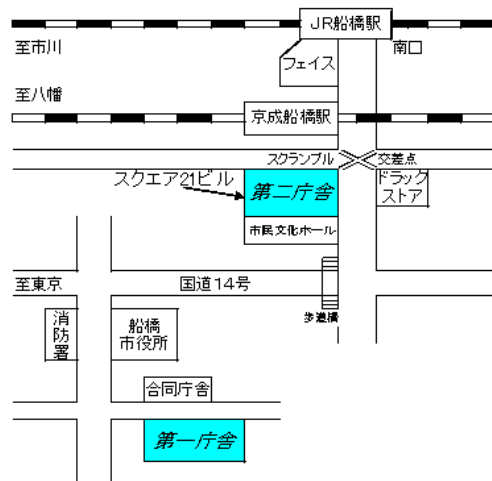 JR船橋駅
至市川
南口
フェイス
至八幡
京成船橋駅
スクランブル
交差点
スクエア21ビル
第二庁舎
ドラック
ストア
市民文化ホール
至東京
国道14号
歩道橋
消防署
船橋
市役所
合同庁舎
第一庁舎